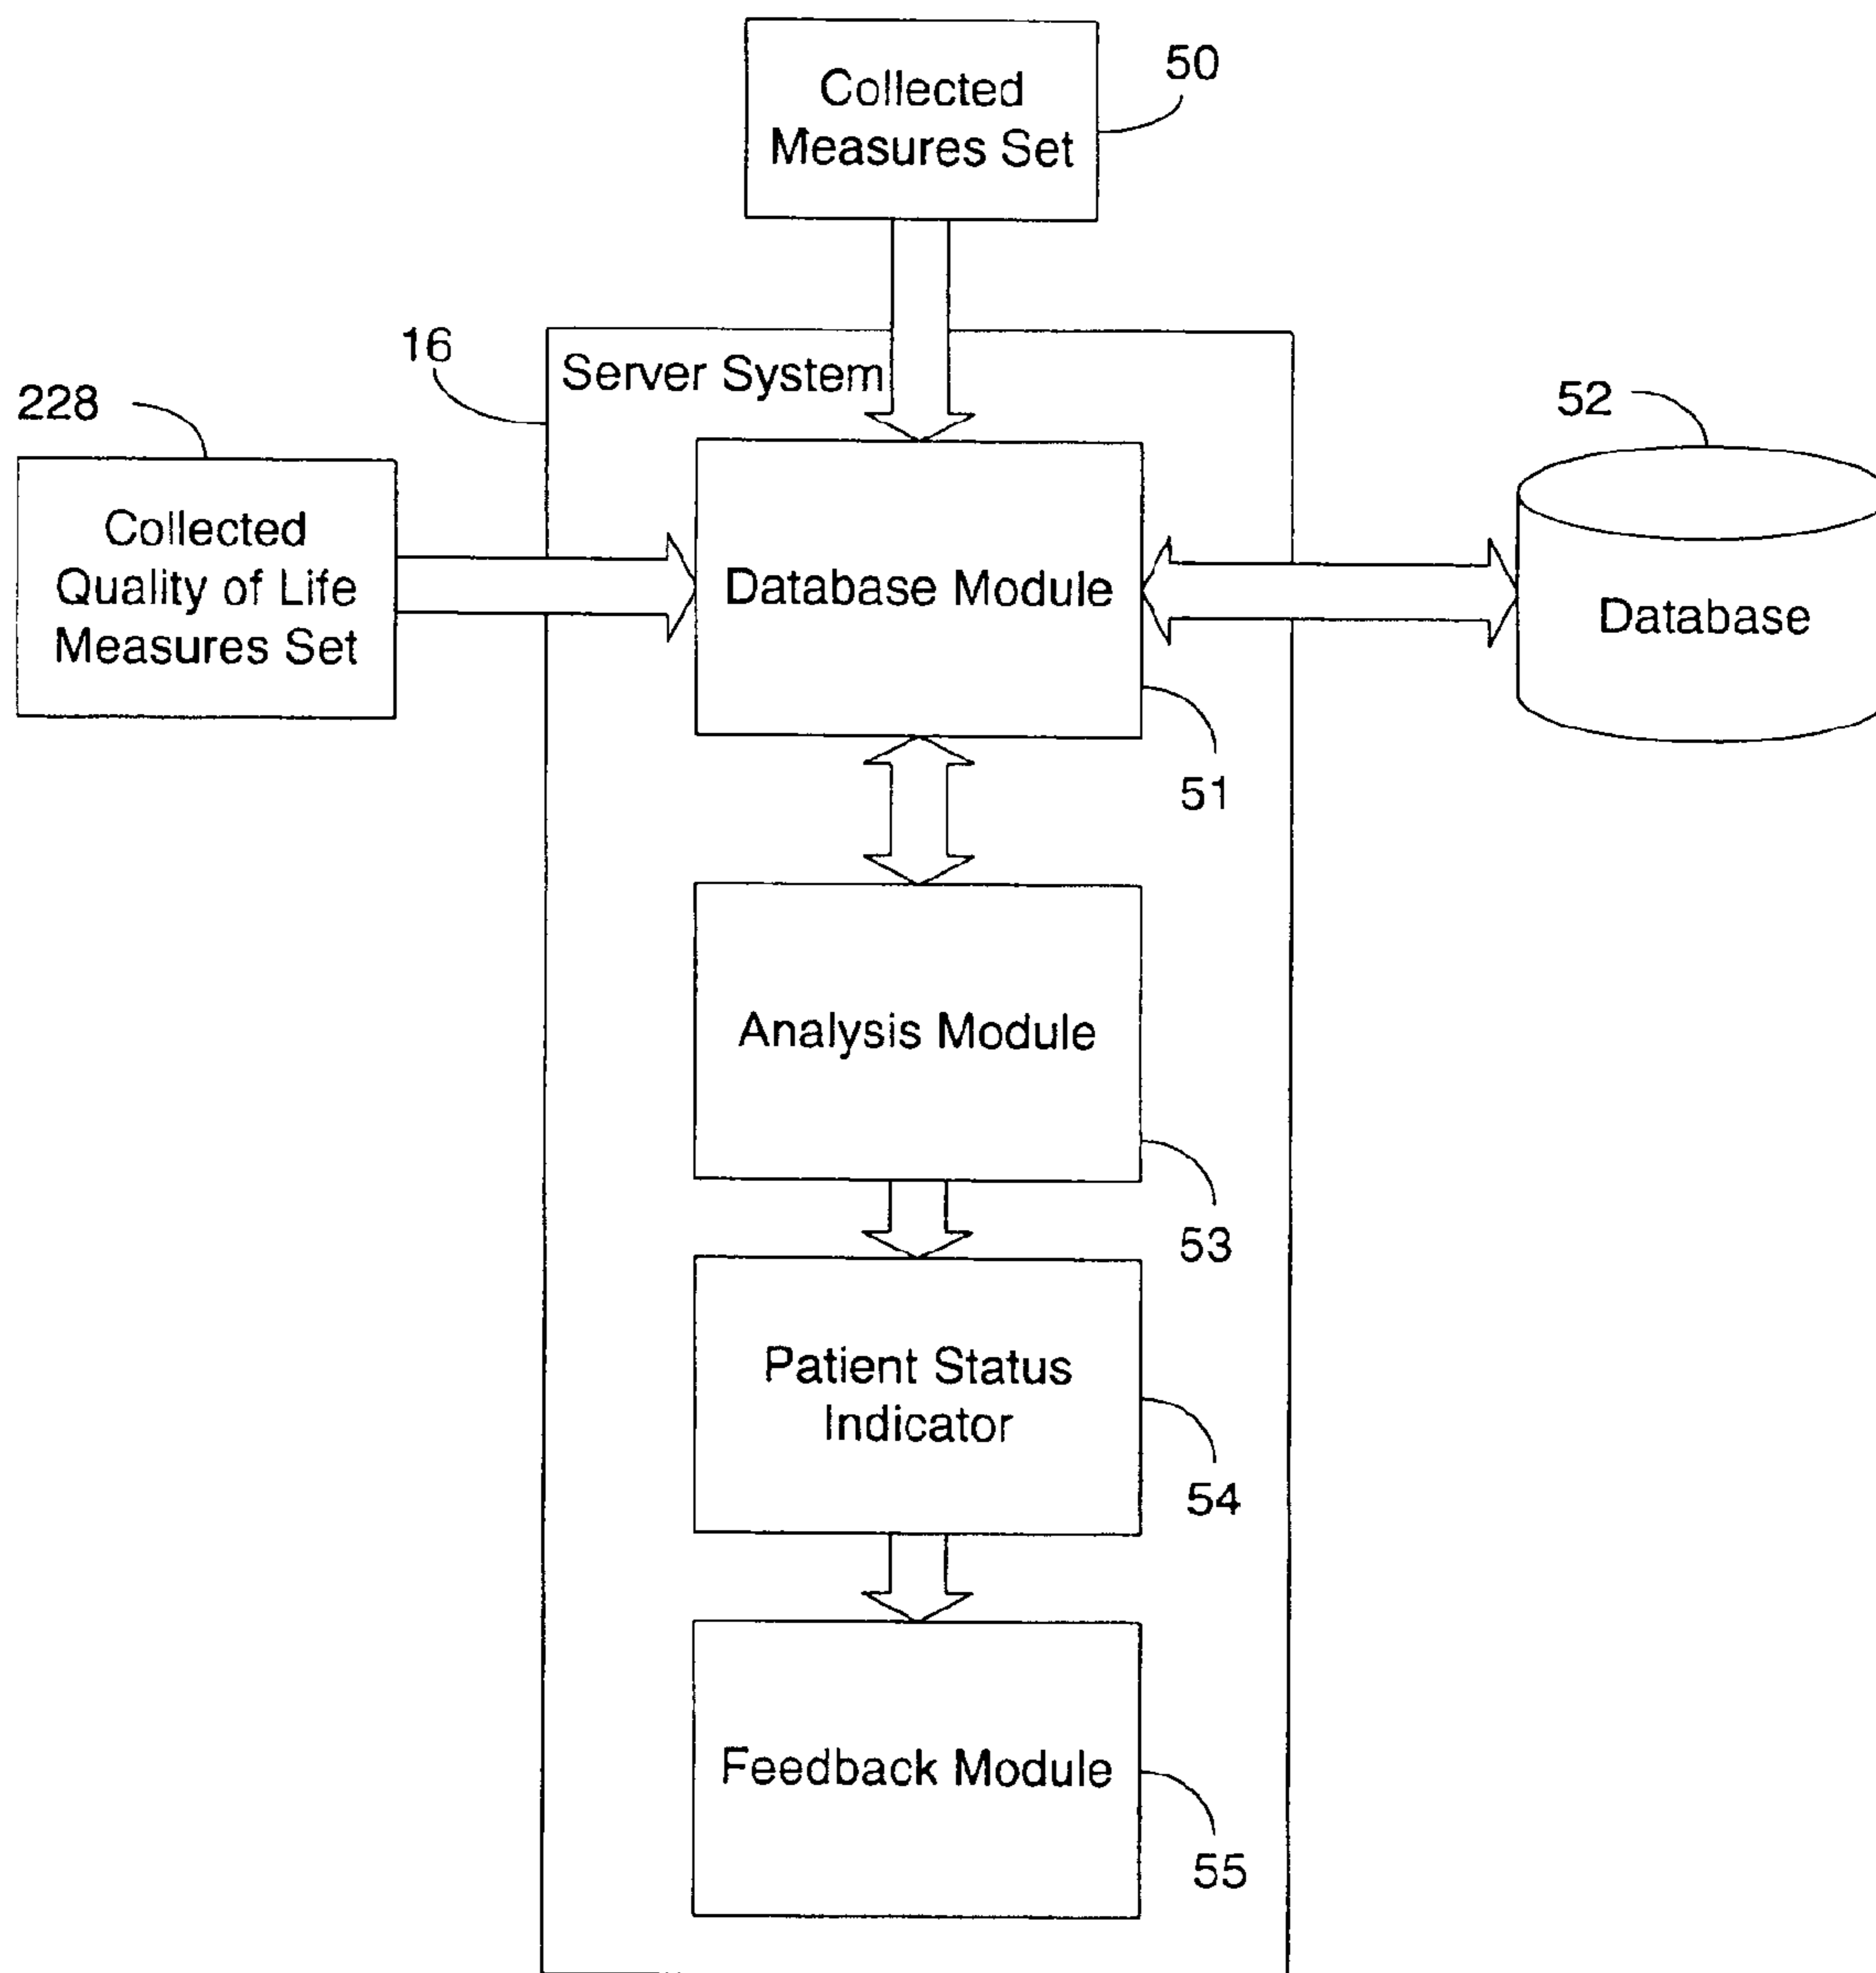 Collected
Measures Set
50
16
Server System
228
52
Collected
Quality of Life
Measures Set
Database Module
Database
51
Analysis Module
53
Patient Status
Indicator
54
Feedback Module
55